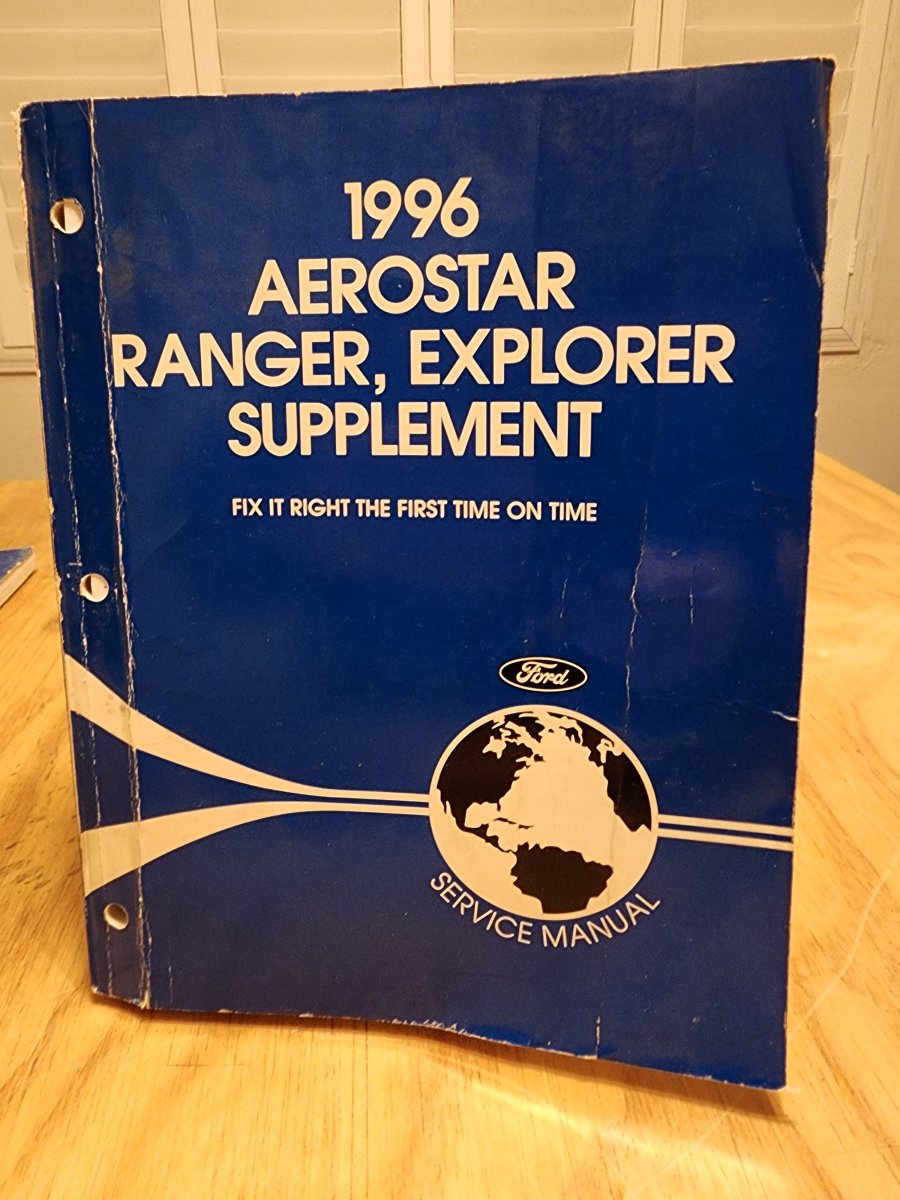 1996
AEROSTAR
RANGER, EXPLORER
SUPPLEMENT
FIX IT RIGHT THE FIRST TIME ON TIME
Ford
SERVICE MANUAL